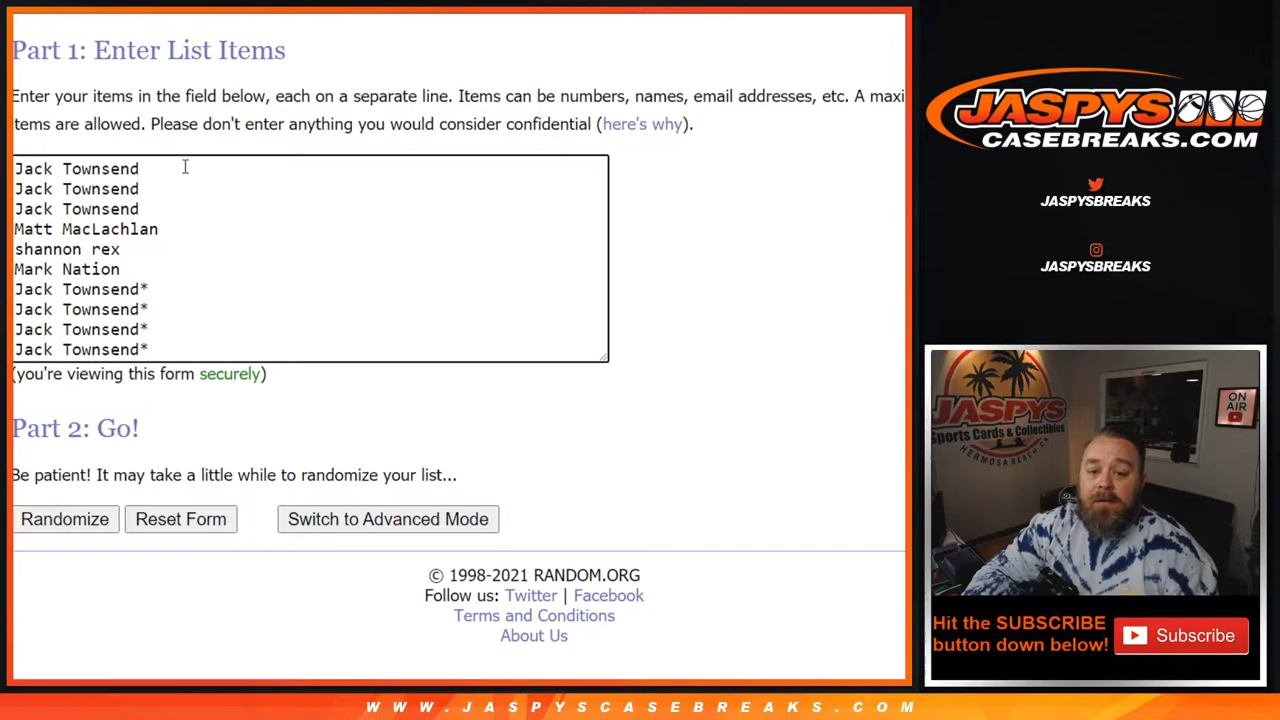 Part 1: Enter List Items
Enter your items in the field below, each on a separate line. Items can be numbers, names, email addresses, etc. A maxi
items are allowed. Please don't enter anything you would consider confidential (here's why).
Jack Townsend
Jack Townsend
Jack Townsend
Matt MacLachlan
shannon rex
Mark Nation
Jack Townsend*
Jack Townsend*
Jack Townsend*
Jack Townsend*
(you're viewing this form securely)
Part 2: Go!
Be patient! It may take a little while to randomize your list...
Randomize Reset Form Switch to Advanced Mode
© 1998-2021 RANDOM.ORG
Follow us: Twitter | Facebook
Terms and Conditions
About Us
JASPYS
CASEBREAKS.COM
JASPYSBREAKS
JASPYSBREAKS
JASPYS
Sports Cards & Collectibles
HERMOSA BEACH, CA
ON
AIR
Hit the SUBSCRIBE
button down below!
Subscribe
WWW.JASPYSCASEBREAKS.COM